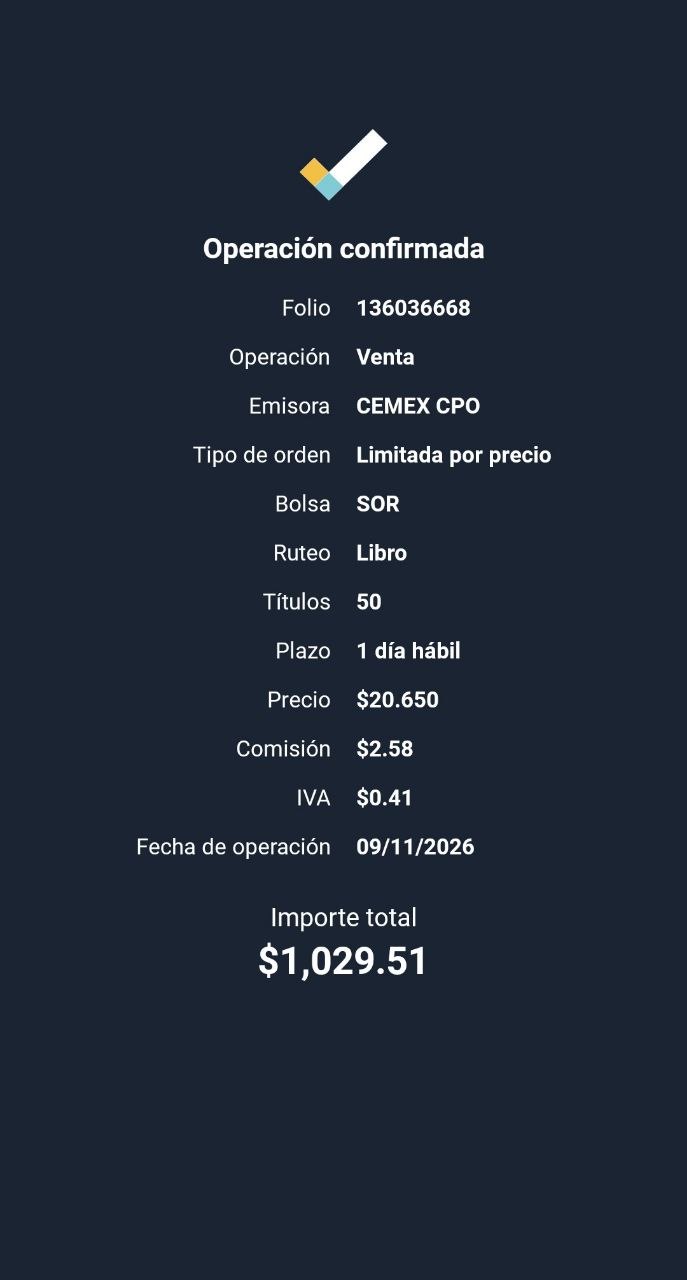 Operación confirmada
Folio 136036668
Operación Venta
Emisora CEMEX CPO
Tipo de orden Limitada por precio
Bolsa SOR
Ruteo Libro
Títulos 50
Plazo 1 día hábil
Precio $20.650
Comisión $2.58
IVA $0.41
Fecha de operación 09/11/2026
Importe total
$1,029.51